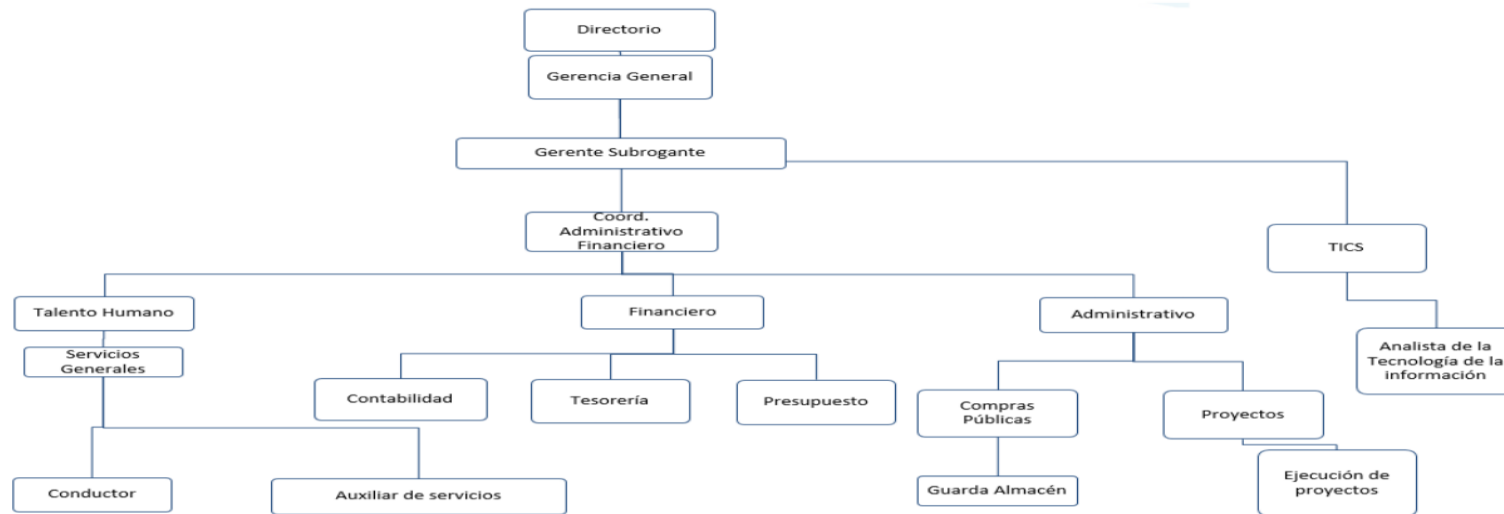 Directorio
Gerencia General
Gerente Subrogante
Coord.
Administrativo
Financiero
TICS
Talento Humano
Financiero
Administrativo
Servicios
Generales
Analista de la
Tecnología de la
información
Contabilidad
Tesorería
Presupuesto
Compras
Públicas
Proyectos
Conductor
Auxiliar de servicios
Guarda Almacén
Ejecución de
proyectos